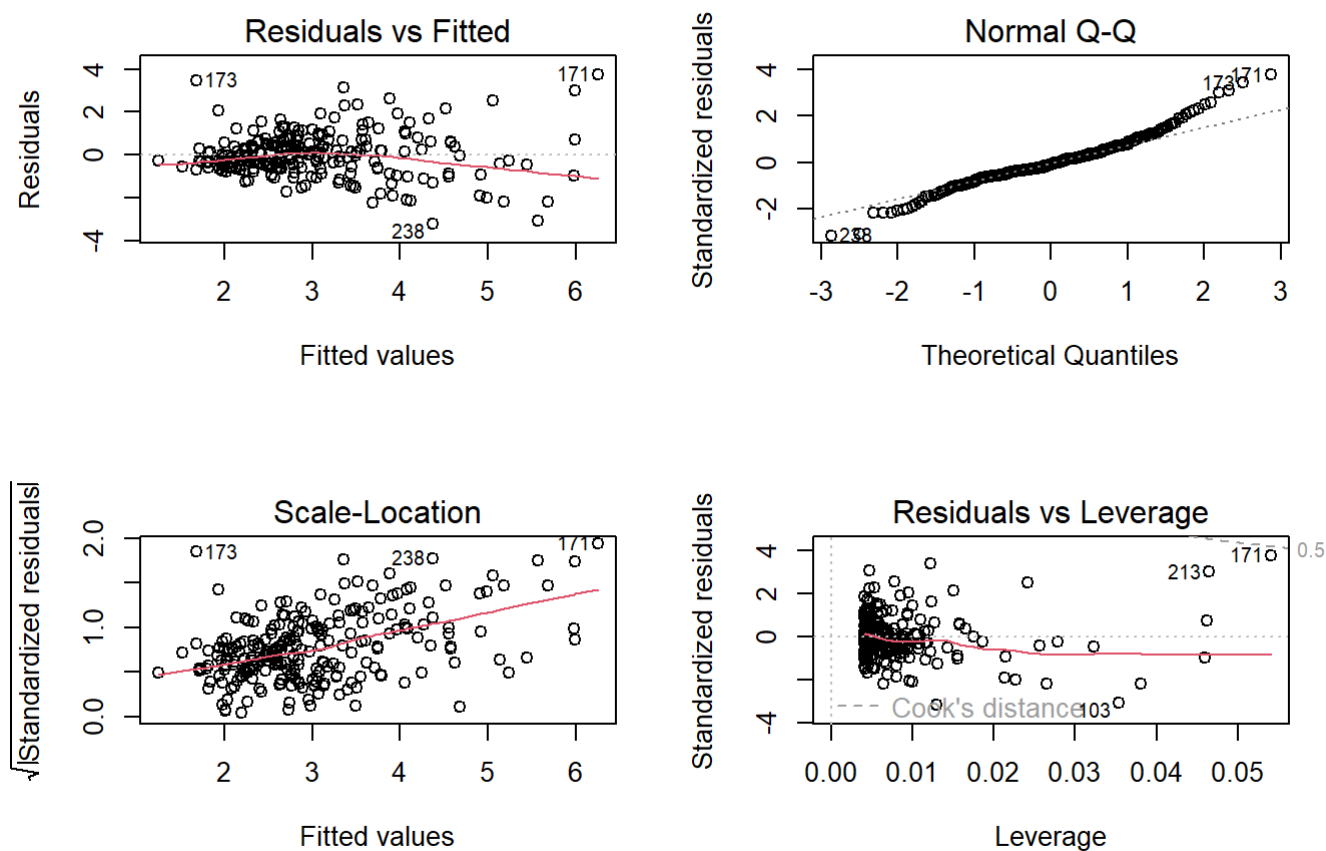 Residuals vs Fitted
Residuals
4
2
0
-4
173
171
238
2 3 4 5 6
Fitted values
Normal Q-Q
Standardized residuals
4
2
0
-2
173
171
238
-3 -2 -1 0 1 2 3
Theoretical Quantiles
Scale-Location
√|Standardized residuals|
2.0
1.0
0.0
173
238
171
2 3 4 5 6
Fitted values
Residuals vs Leverage
Standardized residuals
4
2
0
-4
171
0.5
213
103
Cook's distance
0.00 0.01 0.02 0.03 0.04 0.05
Leverage